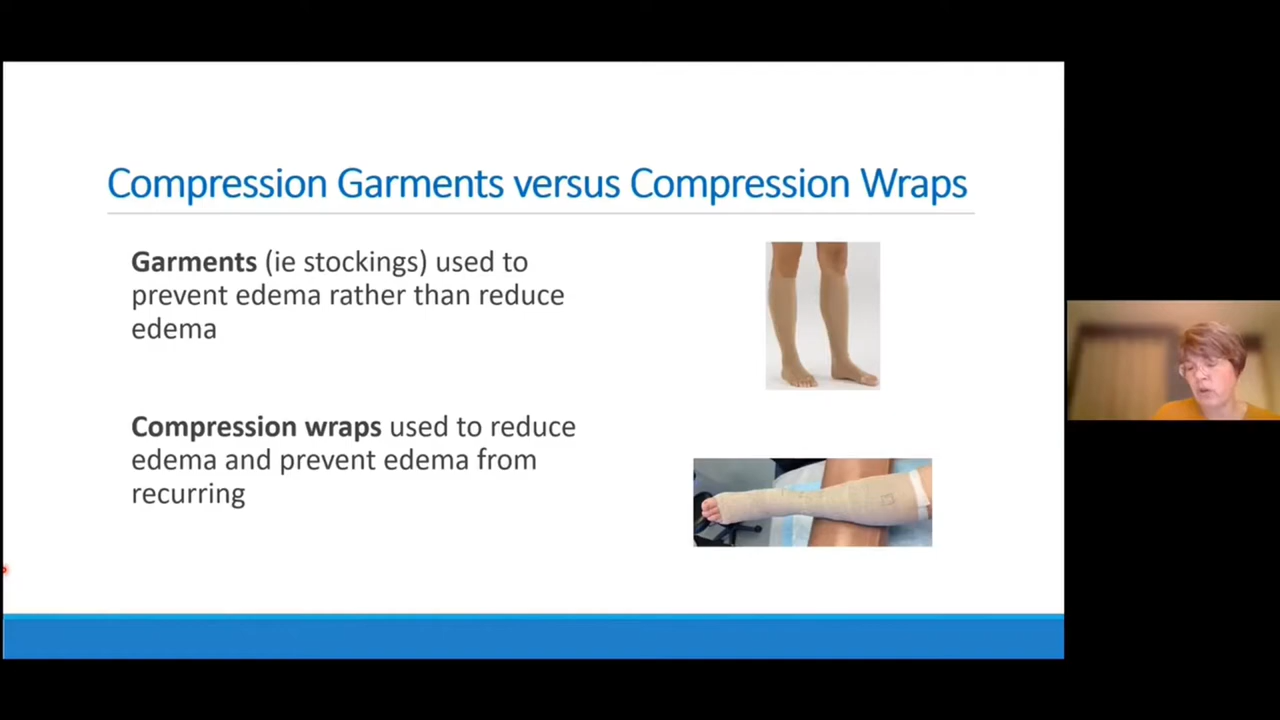 Compression Garments versus Compression Wraps
Garments (ie stockings) used to
prevent edema rather than reduce
edema
Compression wraps used to reduce
edema and prevent edema from
recurring